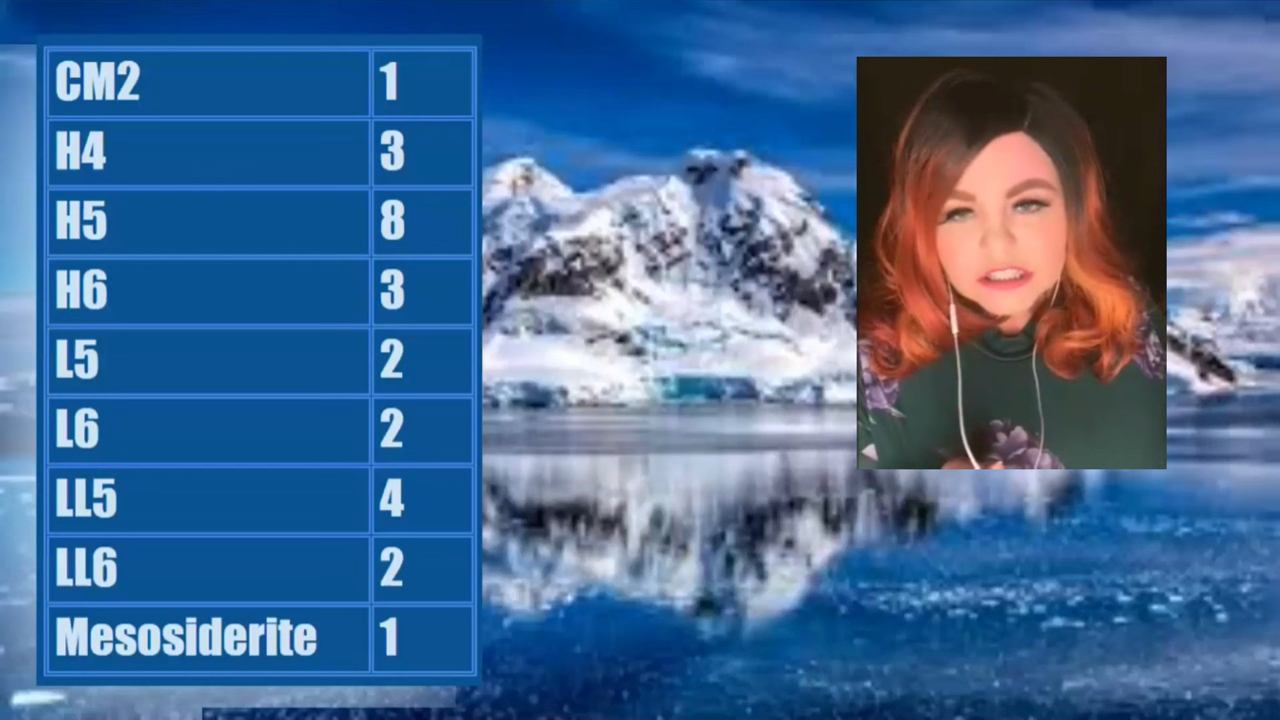 CM2 1
H4 3
H5 8
H6 3
L5 2
L6 2
LL5 4
LL6 2
Mesosiderite 1